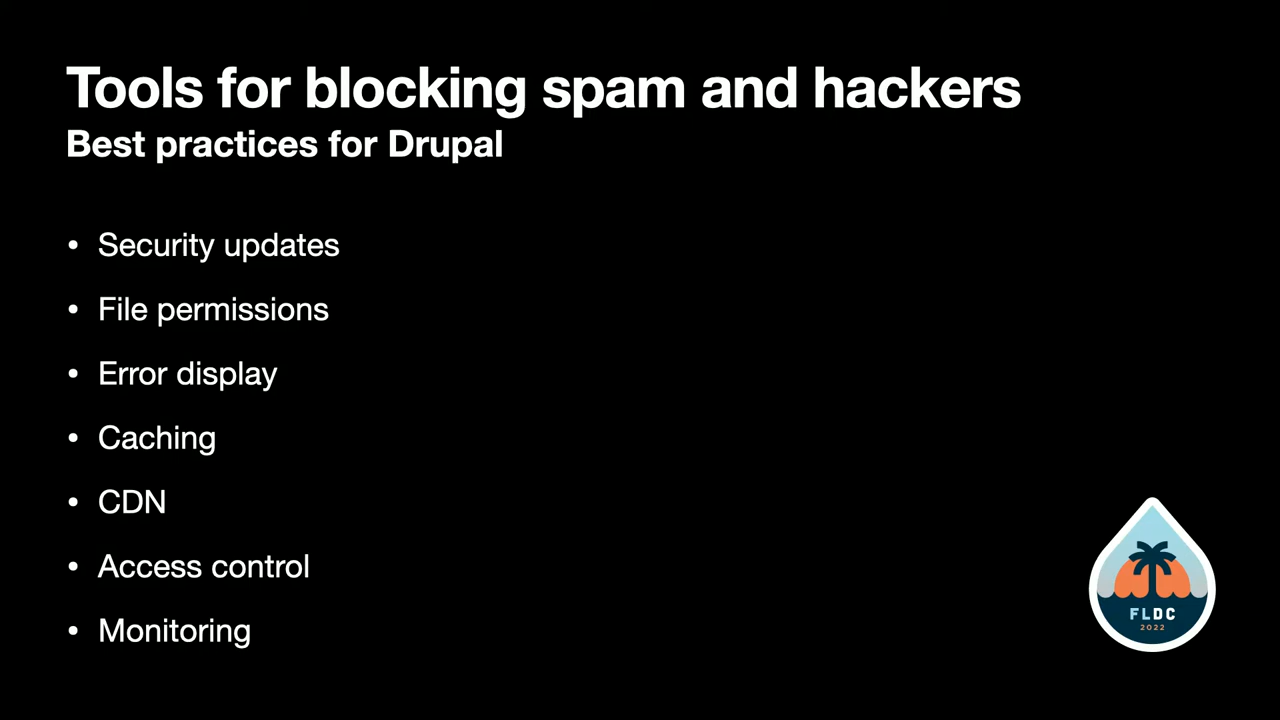 Tools for blocking spam and hackers
Best practices for Drupal
• Security updates
• File permissions
• Error display
• Caching
• CDN
• Access control
• Monitoring
FLDC
2022